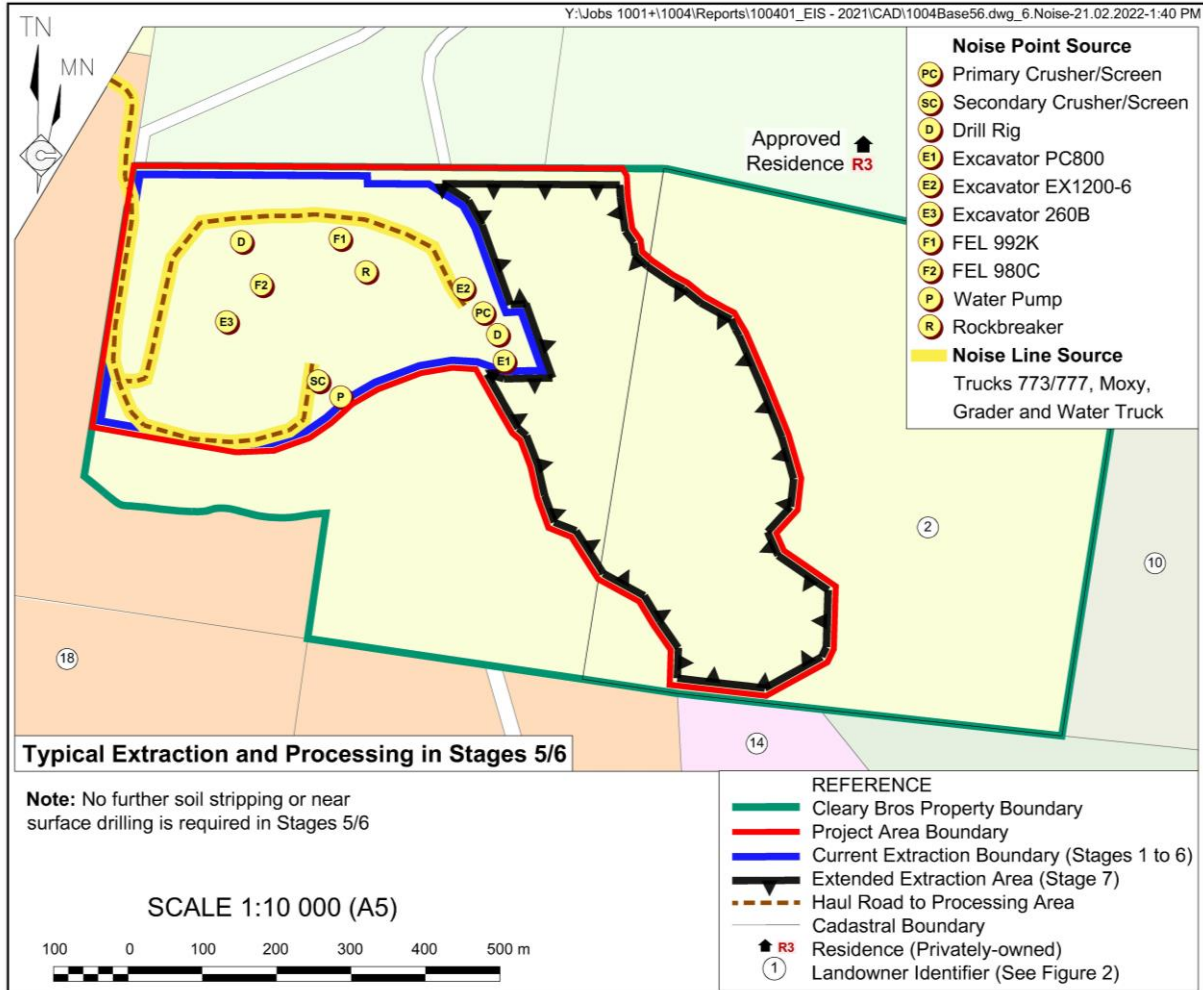 Y:\Jobs 1001+\1004\Reports\100401_EIS - 2021\CAD\1004Base56.dwg_6.Noise-21.02.2022-1:40 PM
TN
MN
Noise Point Source
PC Primary Crusher/Screen
SC Secondary Crusher/Screen
D Drill Rig
E1 Excavator PC800
E2 Excavator EX1200-6
E3 Excavator 260B
F1 FEL 992K
F2 FEL 980C
P Water Pump
R Rockbreaker
Noise Line Source
Trucks 773/777, Moxy,
Grader and Water Truck
Approved
Residence R3
D
F1
R
F2
E2
E3
PC
D
E1
SC
P
2
10
18
14
Typical Extraction and Processing in Stages 5/6
Note: No further soil stripping or near
surface drilling is required in Stages 5/6
SCALE 1:10 000 (A5)
100 0 100 200 300 400 500 m
REFERENCE
Cleary Bros Property Boundary
Project Area Boundary
Current Extraction Boundary (Stages 1 to 6)
Extended Extraction Area (Stage 7)
Haul Road to Processing Area
Cadastral Boundary
R3 Residence (Privately-owned)
1 Landowner Identifier (See Figure 2)